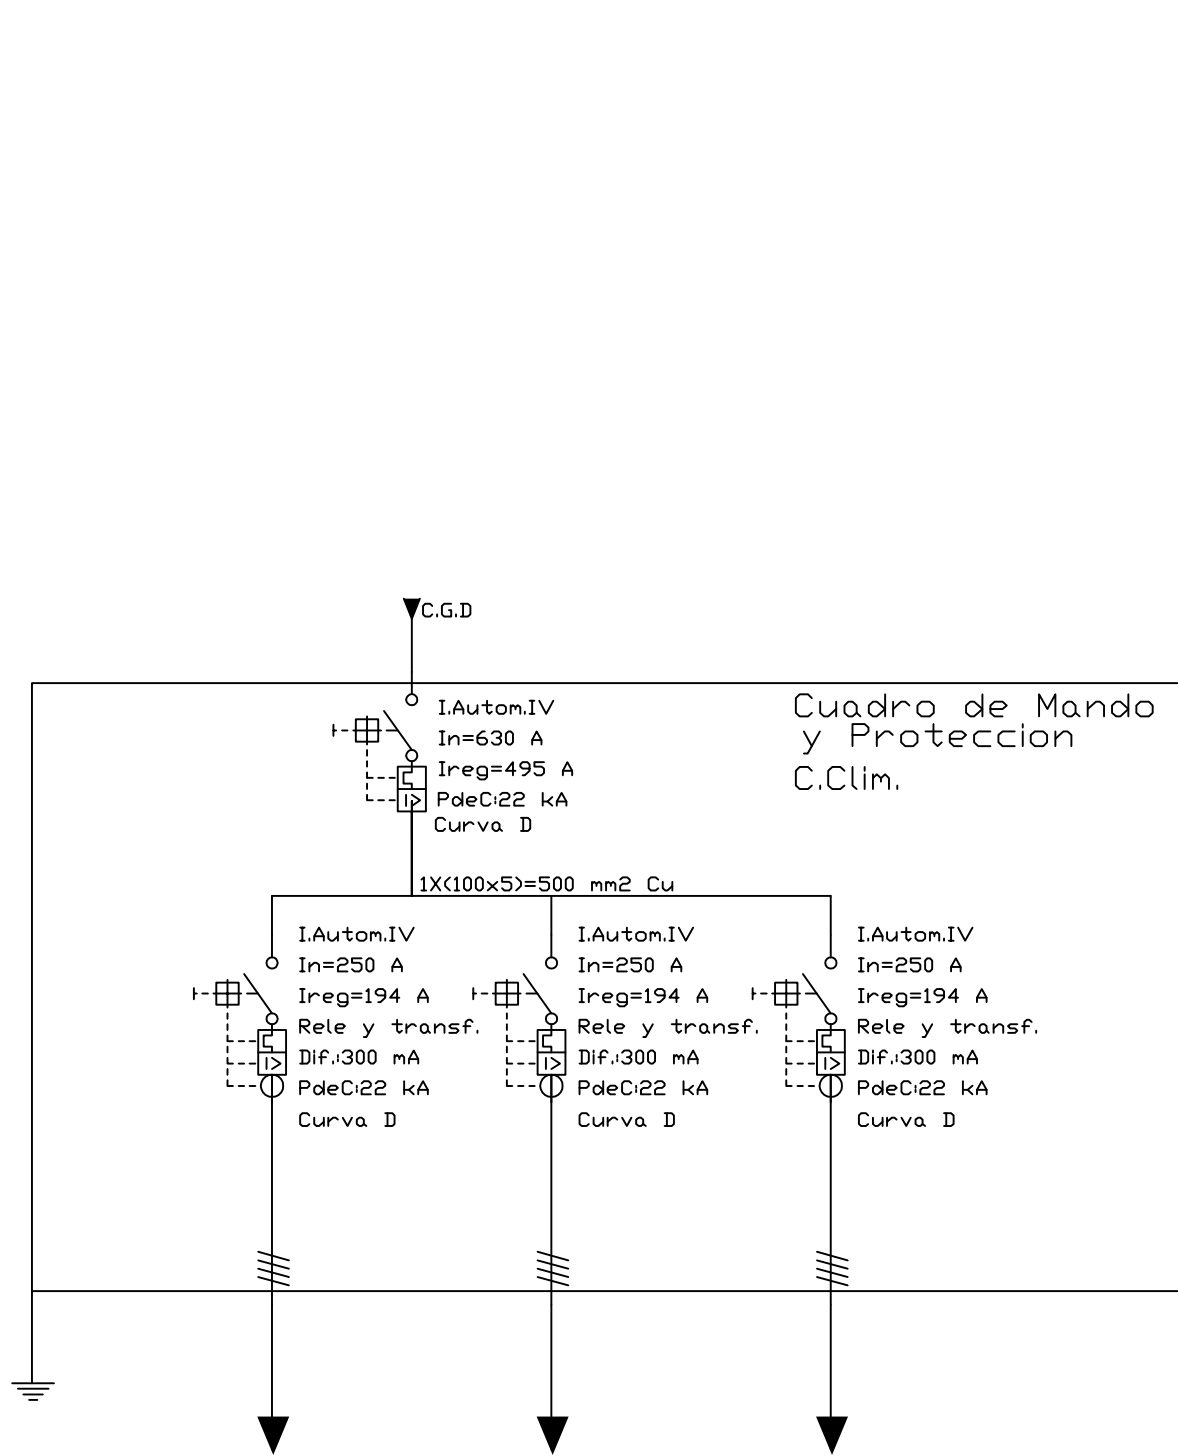 C.G.D
I.Autom.IV
In=630 A
Ireg=495 A
PdeC:22 kA
Curva D
Cuadro de Mando
y Proteccion
C.Clim.
1X(100x5)=500 mm2 Cu
I.Autom.IV
In=250 A
Ireg=194 A
Rele y transf.
Dif.:300 mA
PdeC:22 kA
Curva D
I.Autom.IV
In=250 A
Ireg=194 A
Rele y transf.
Dif.:300 mA
PdeC:22 kA
Curva D
I.Autom.IV
In=250 A
Ireg=194 A
Rele y transf.
Dif.:300 mA
PdeC:22 kA
Curva D